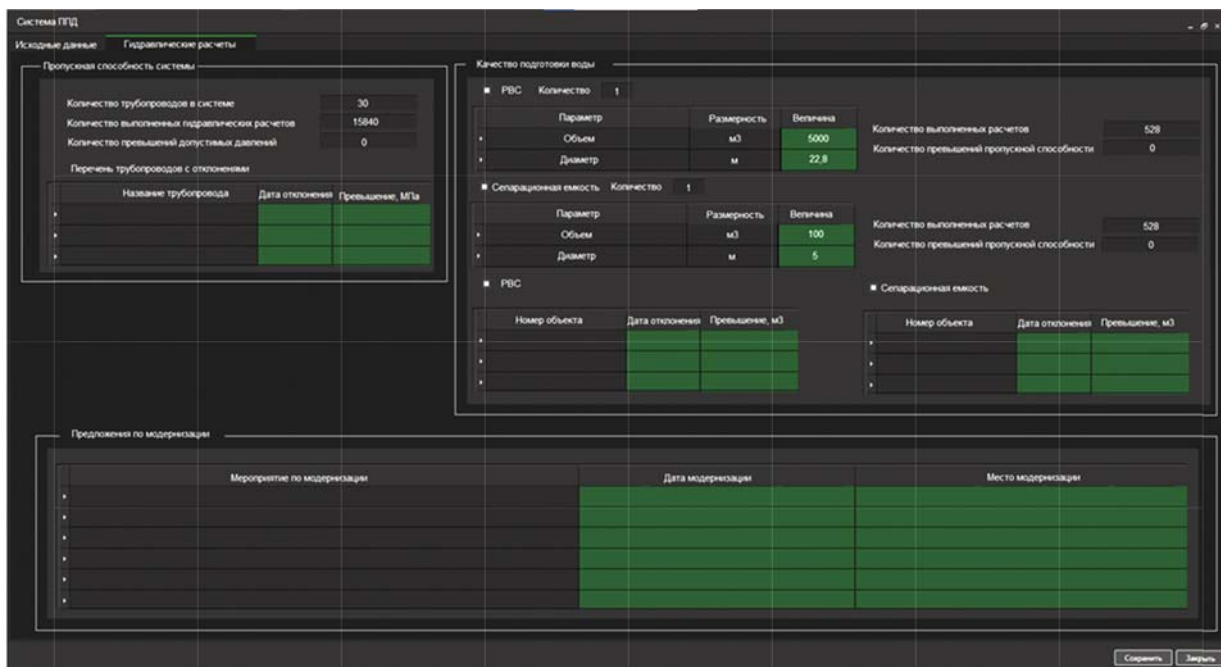 Система ППД
Исходные данные Гидравлические расчеты
Пропускная способность системы
Количество трубопроводов в системе 30
Количество выполненных гидравлических расчетов 15840
Количество превышений допустимых давлений 0
Перечень трубопроводов с отклонениями
Название трубопровода Дата отклонения Превышение, МПа
Качество подготовки воды
РВС Количество 1
Параметр Размерность Величина
Объем м3 5000
Диаметр м 22,8
Количество выполненных расчетов 528
Количество превышений пропускной способности 0
Сепарационная емкость Количество 1
Параметр Размерность Величина
Объем м3 100
Диаметр м 5
Количество выполненных расчетов 528
Количество превышений пропускной способности 0
РВС
Номер объекта Дата отклонения Превышение, м3
Сепарационная емкость
Номер объекта Дата отклонения Превышение, м3
Предложения по модернизации
Мероприятие по модернизации Дата модернизации Место модернизации
Сохранить Закрыть